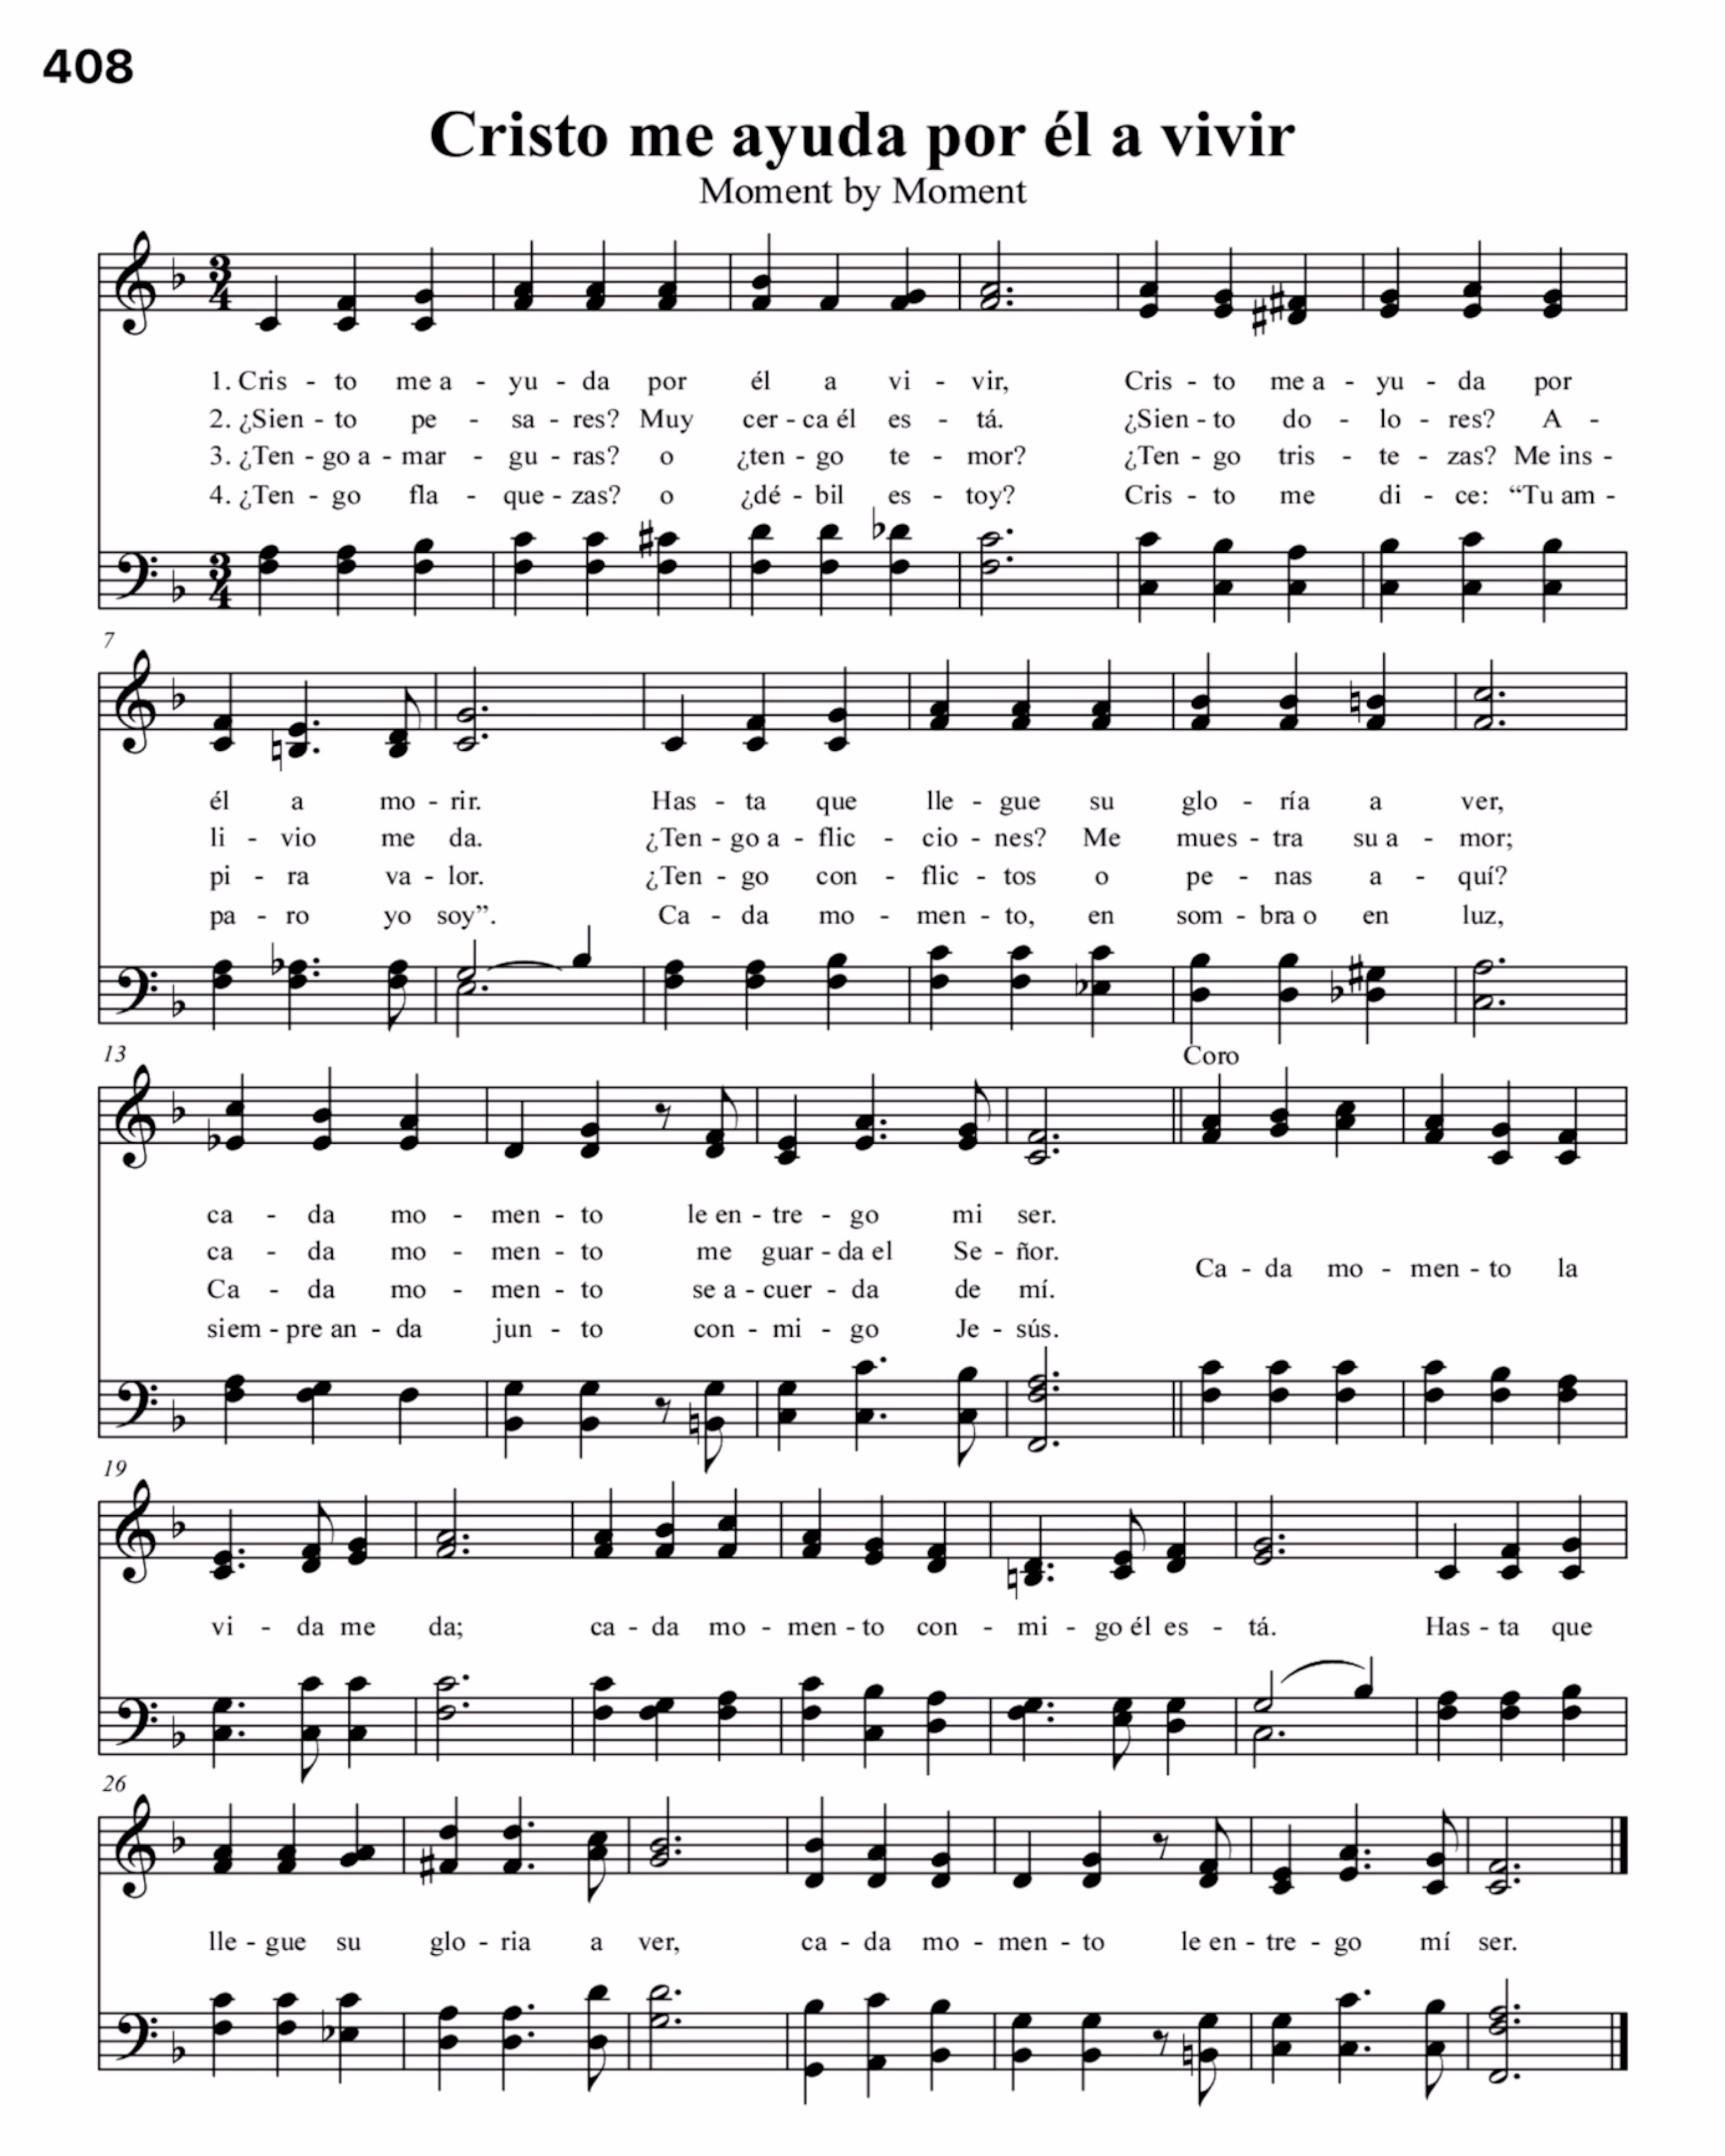 408
Cristo me ayuda por él a vivir
Moment by Moment
1. Cris - to me a - yu - da por él a vi - vir, Cris - to me a - yu - da por
2. ¿Sien - to pe - sa - res? Muy cer - ca él es - tá. ¿Sien - to do - lo - res? A -
3. ¿Ten - go a - mar - gu - ras? o ¿ten - go te - mor? ¿Ten - go tris - te - zas? Me ins -
4. ¿Ten - go fla - que - zas? o ¿dé - bil es - toy? Cris - to me di - ce: “Tu am -
7
él a mo - rir. Has - ta que lle - gue su glo - ría a ver,
li - vio me da. ¿Ten - go a - flic - cio - nes? Me mues - tra su a - mor;
pi - ra va - lor. ¿Ten - go con - flic - tos o pe - nas a - quí?
pa - ro yo soy”. Ca - da mo - men - to, en som - bra o en luz,
13
Coro
ca - da mo - men - to le en - tre - go mi ser.
ca - da mo - men - to me guar - da el Se - ñor.
Ca - da mo - men - to la
Ca - da mo - men - to se a - cuer - da de mí.
siem - pre an - da jun - to con - mi - go Je - sús.
19
vi - da me da; ca - da mo - men - to con - mi - go él es - tá. Has - ta que
26
lle - gue su glo - ria a ver, ca - da mo - men - to le en - tre - go mí ser.